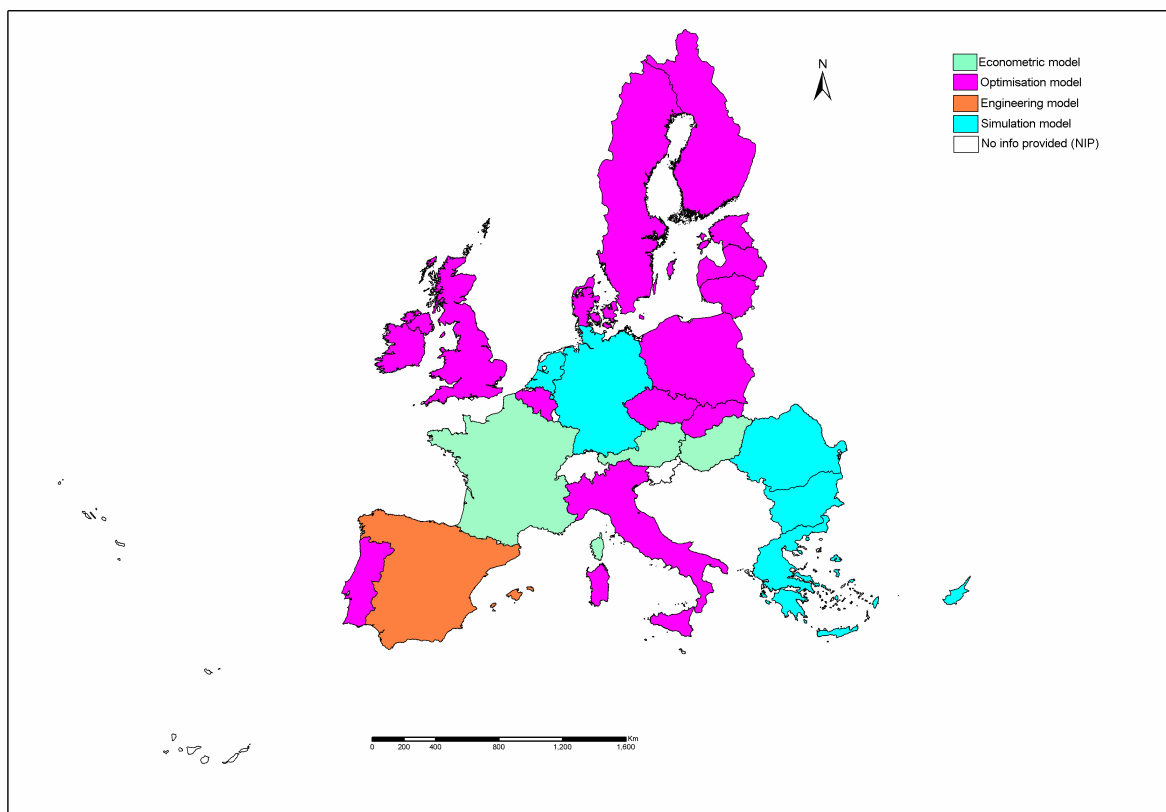 N
Econometric model
Optimisation model
Engineering model
Simulation model
No info provided (NIP)
Km
0 200 400 800 1,200 1,600